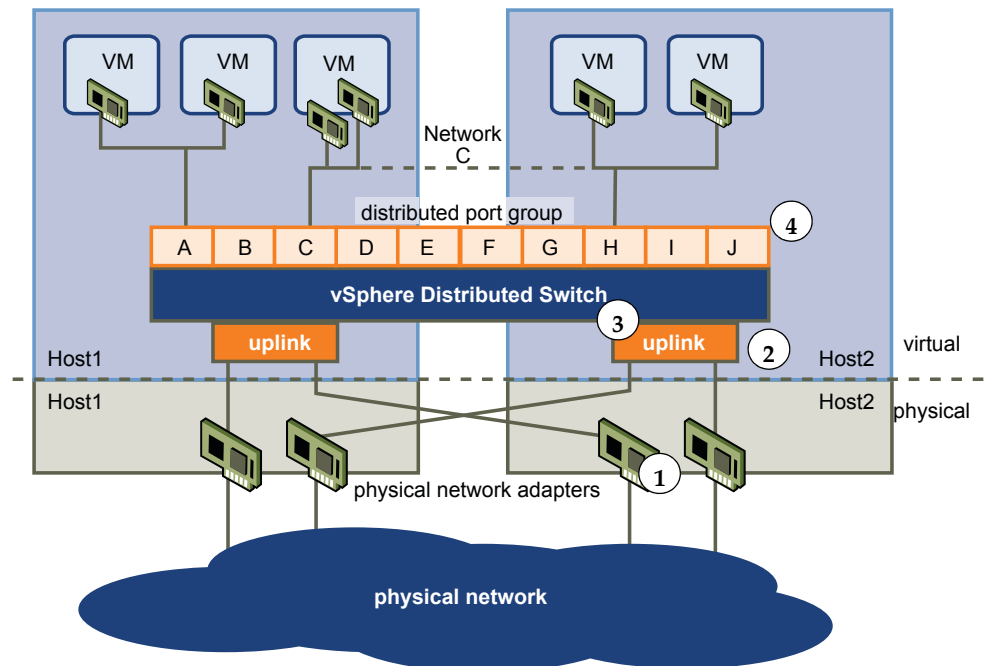 VM VM VM VM VM
Network
C
distributed port group
4
A B C D E F G H I J
vSphere Distributed Switch
3
uplink uplink
2
Host1 Host2 virtual
Host1 Host2 physical
1
physical network adapters
physical network